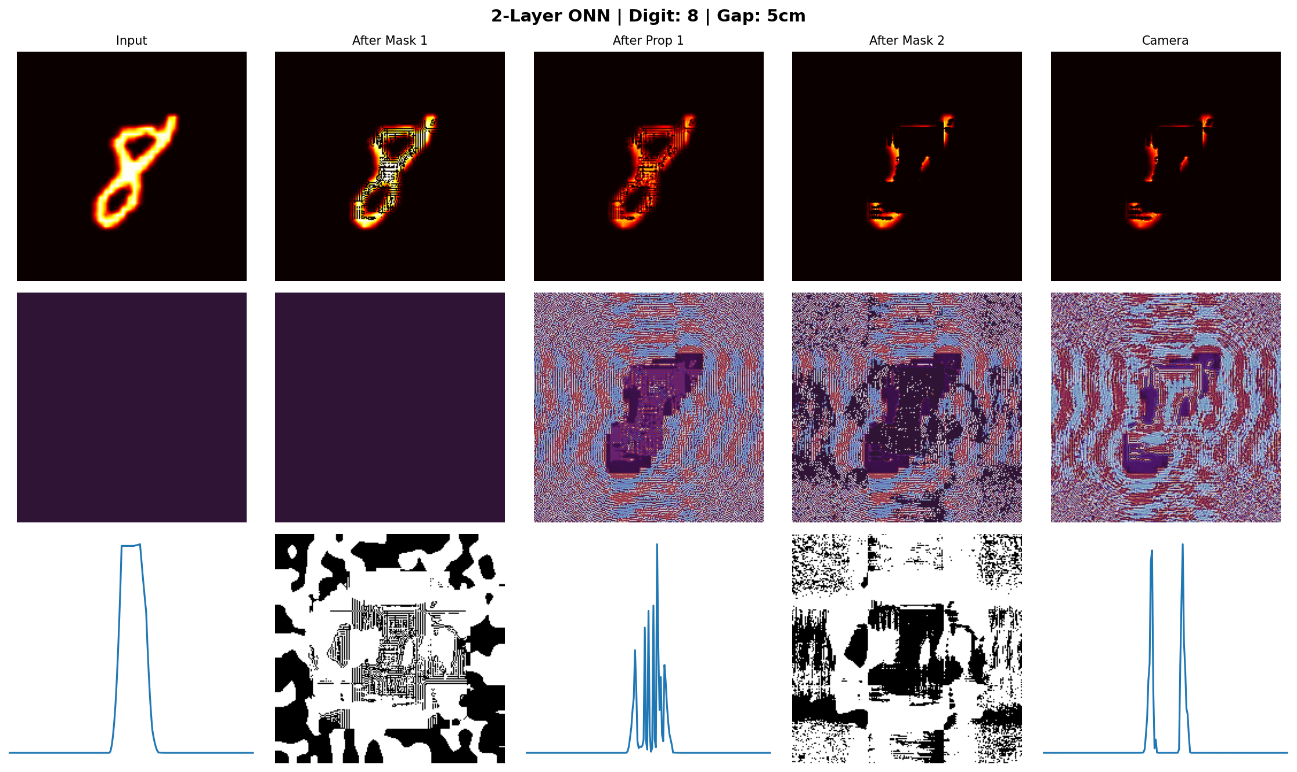 2-Layer ONN | Digit: 8 | Gap: 5cm
Input
After Mask 1
After Prop 1
After Mask 2
Camera